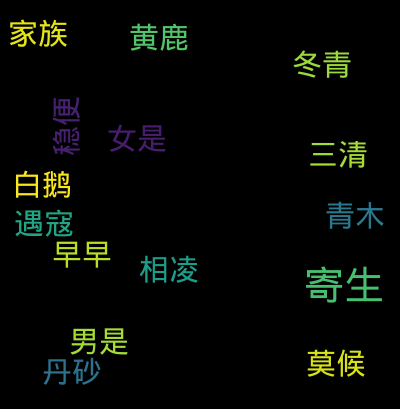 家族
黄鹿
冬青
稳便
女是
三清
白鹅
青木
遇寇
早早
相凌
寄生
男是
丹砂
莫候